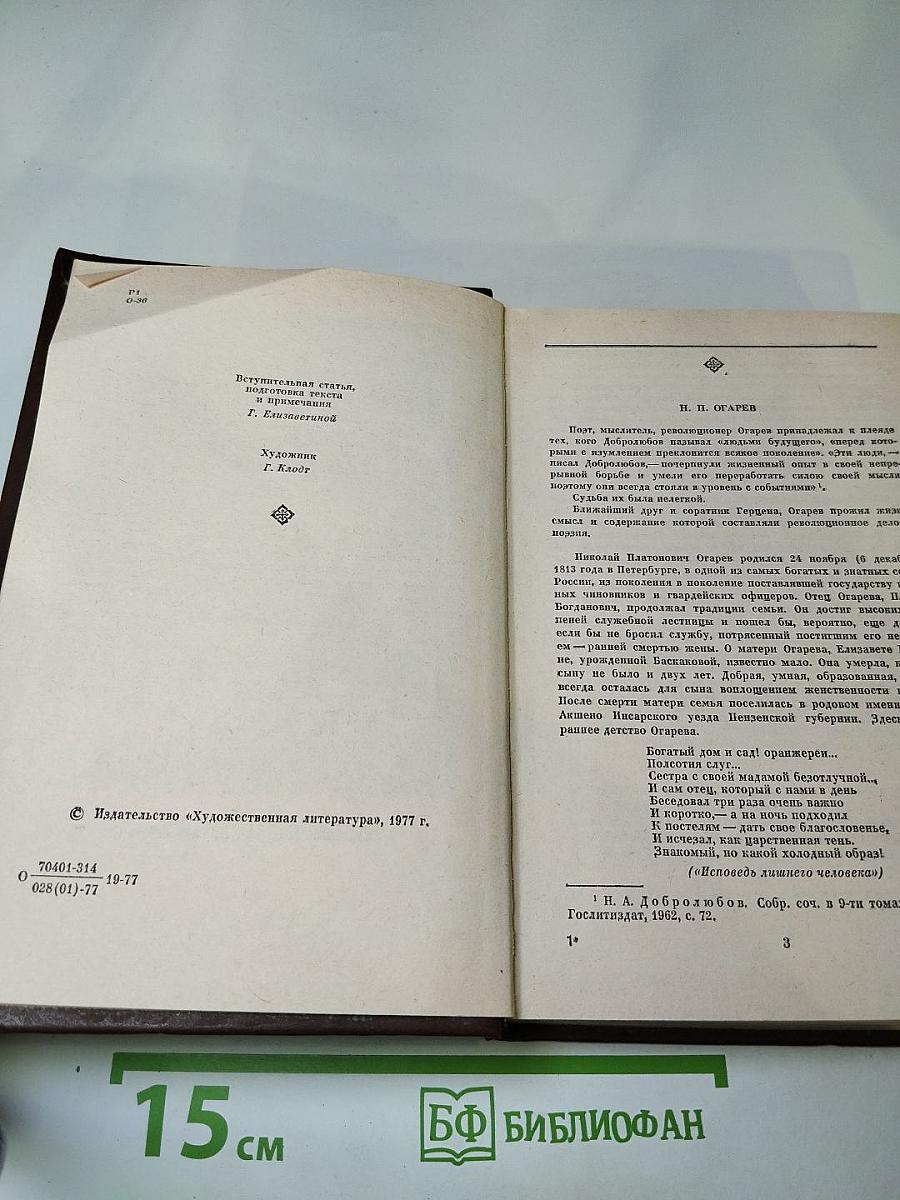 Р1
О-36
Вступительная статья,
подготовка текста
и примечания
Г. Елизаветиной
Художник
Г. Клодт
© Издательство «Художественная литература», 1977 г.
О 70401-314 19-77
028(01)-77
Н. П. ОГАРЕВ
Поэт, мыслитель, революционер Огарев принадлежал к плеяде
тех, кого Добролюбов называл «людьми будущего», «перед кото-
рыми с изумлением преклонится всякое поколение». «Эти люди,—
писал Добролюбов,— почерпнули жизненный опыт в своей непре-
рывной борьбе и умели его переработать силою своей мысли
поэтому они всегда стояли в уровень с событиями» 1.
Судьба их была нелегкой.
Ближайший друг и соратник Герцена, Огарев прожил жиз
смысл и содержание которой составляли революционное дело
поэзия.
Николай Платонович Огарев родился 24 ноября (6 декаб
1813 года в Петербурге, в одной из самых богатых и знатных се
России, из поколения в поколение поставлявшей государству
ных чиновников и гвардейских офицеров. Отец Огарева, Пл
Богданович, продолжал традиции семьи. Он достиг высоких
пеней служебной лестницы и пошел бы, вероятно, еще д
если бы не бросил службу, потрясенный постигшим его не
ем — ранней смертью жены. О матери Огарева, Елизавете
не, урожденной Баскаковой, известно мало. Она умерла, к
сыну не было и двух лет. Добрая, умная, образованная,
всегда осталась для сына воплощением женственности
После смерти матери семья поселилась в родовом имени
Акшено Инсарского уезда Пензенской губернии. Здесь
раннее детство Огарева.
Богатый дом и сад! оранжереи...
Полсотня слуг...
Сестра с своей мадамой безотлучной...,
И сам отец, который с нами в день
Беседовал три раза очень важно
И коротко,— а на ночь подходил
К постелям — дать свое благословенье,
И исчезал, как царственная тень.
Знакомый, но какой холодный образ!
(«Исповедь лишнего человека»)
1 Н. А. Добролюбов. Собр. соч. в 9-ти тома
Гослитиздат, 1962, с. 72.
1*
3
15 см
БФ БИБЛИОФАН